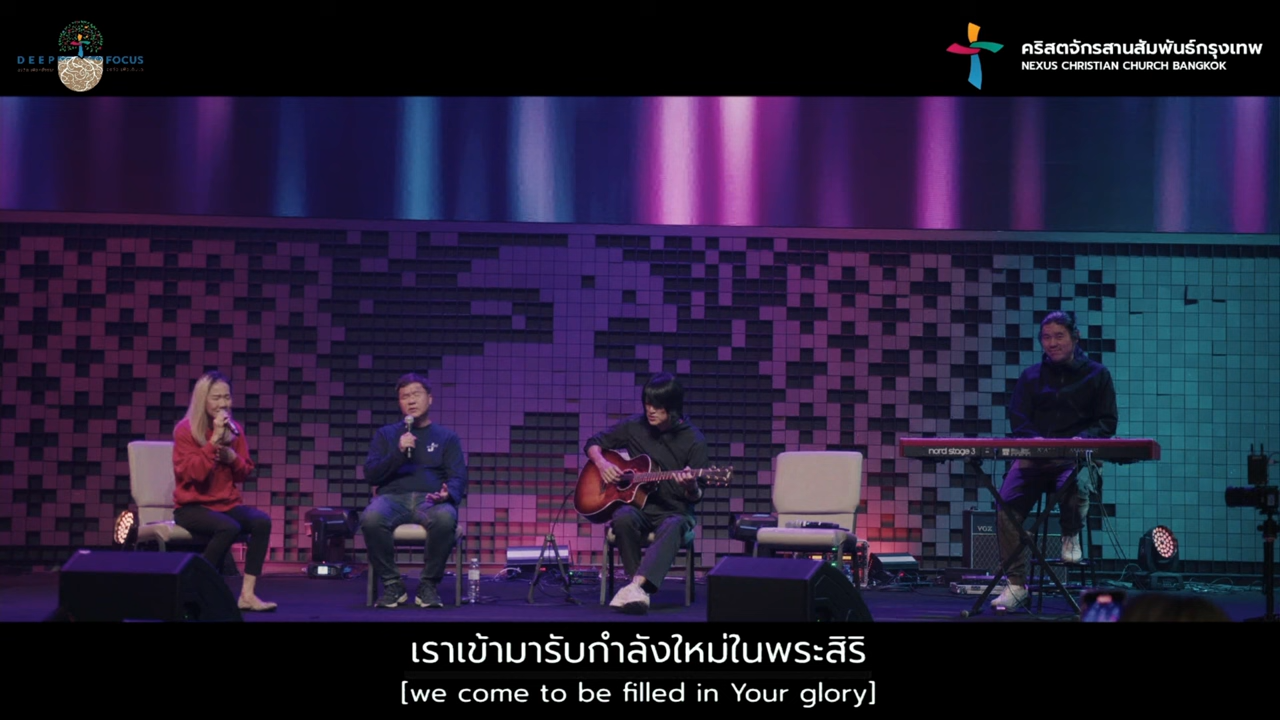 DEEP FOCUS
คริสตจักรสานสัมพันธ์กรุงเทพ
NEXUS CHRISTIAN CHURCH BANGKOK
nord stage 3
VOX
เราเข้ามารับกำลังใหม่ในพระสิริ
[we come to be filled in Your glory]